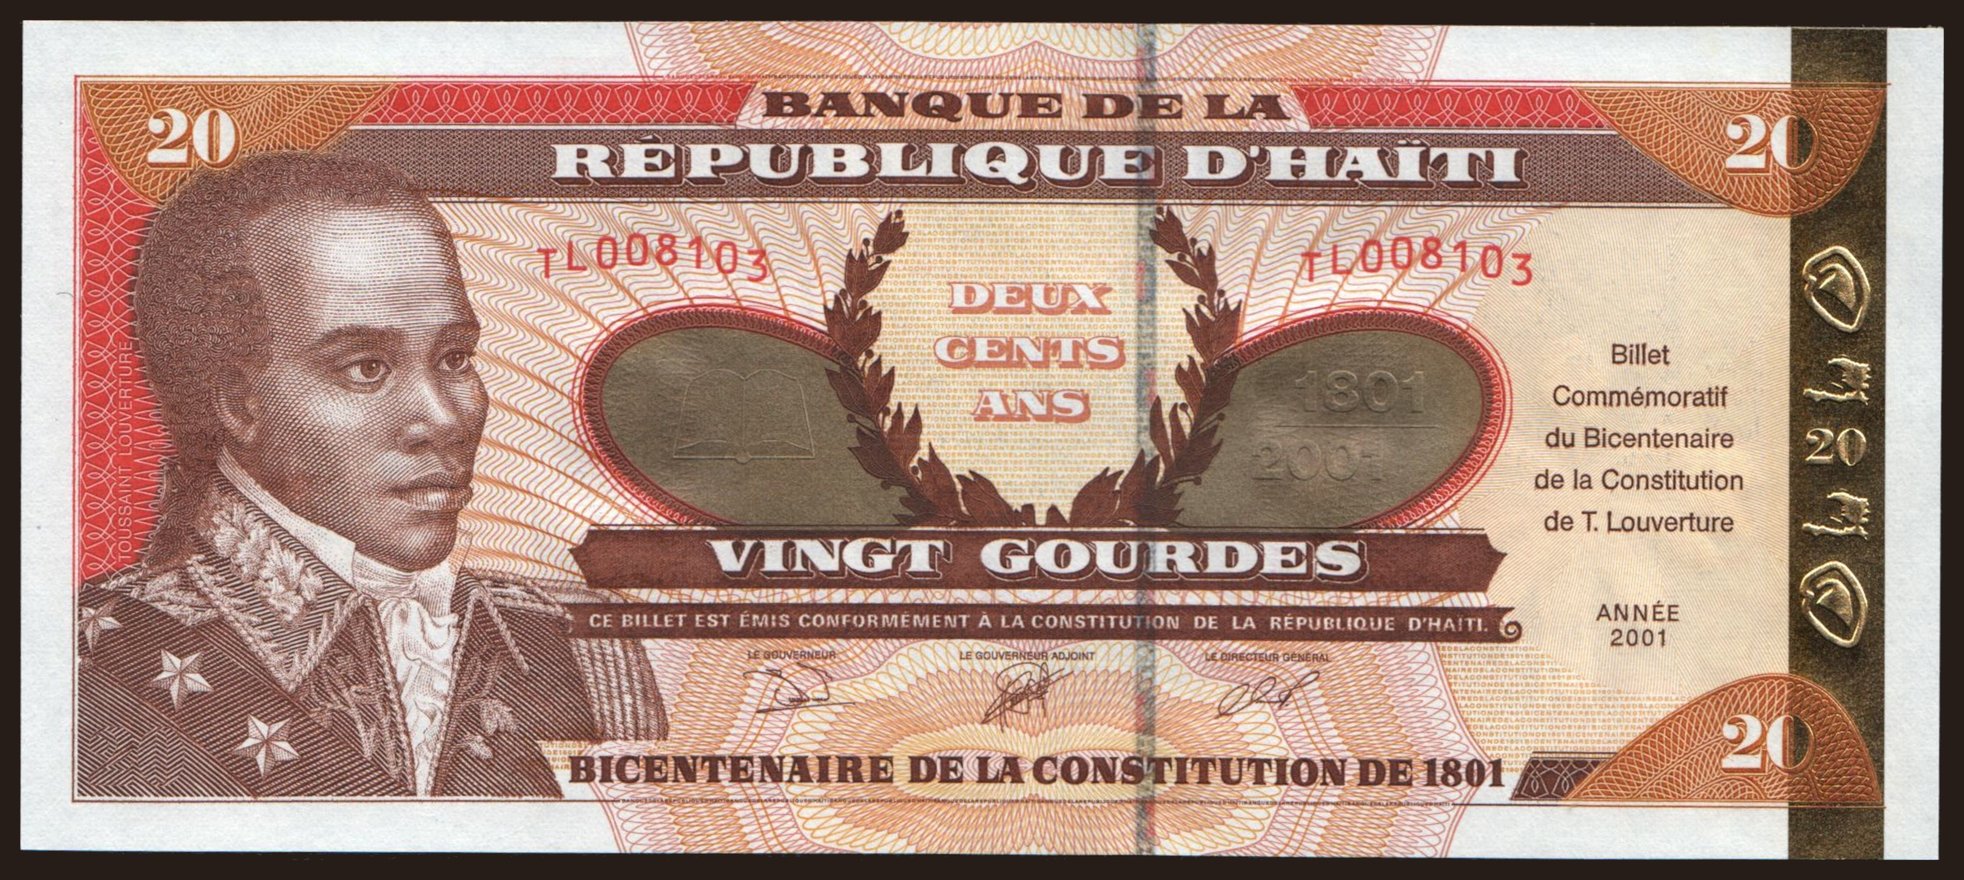 BANQUE DE LA
RÉPUBLIQUE D'HAÏTI
20
20
TL008103
TL008103
DEUX
CENTS
ANS
1801
2001
TOUSSAINT LOUVERTURE
Billet
Commémoratif
du Bicentenaire
de la Constitution
de T. Louverture
20
VINGT GOURDES
CE BILLET EST ÉMIS CONFORMÉMENT À LA CONSTITUTION DE LA RÉPUBLIQUE D'HAÏTI.
ANNÉE
2001
LE GOUVERNEUR
LE GOUVERNEUR ADJOINT
LE DIRECTEUR GÉNÉRAL
BICENTENAIRE DE LA CONSTITUTION DE 1801
20